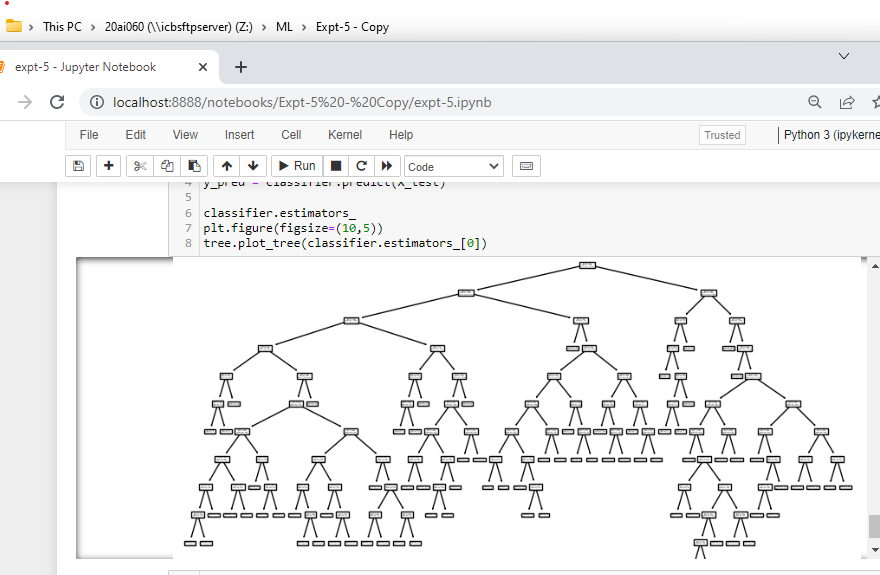 This PC > 20ai060 (\\icbsftpserver) (Z:) > ML > Expt-5 - Copy
expt-5 - Jupyter Notebook
localhost:8888/notebooks/Expt-5%20-%20Copy/expt-5.ipynb
File Edit View Insert Cell Kernel Help Trusted Python 3 (ipykerne
Run Code
4 y_pred = classifier.predict(X_test)
5
6 classifier.estimators_
7 plt.figure(figsize=(10,5))
8 tree.plot_tree(classifier.estimators_[0])